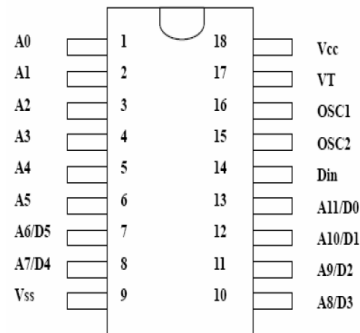 A0 1 18 Vcc
A1 2 17 VT
A2 3 16 OSC1
A3 4 15 OSC2
A4 5 14 Din
A5 6 13 A11/D0
A6/D5 7 12 A10/D1
A7/D4 8 11 A9/D2
Vss 9 10 A8/D3